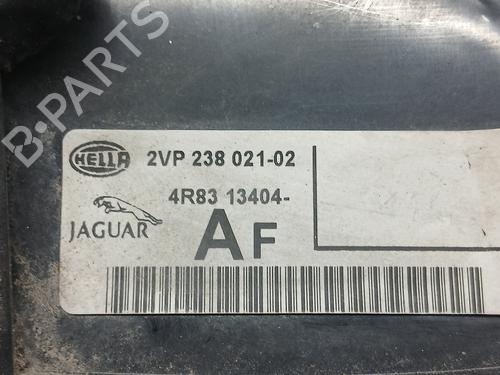 B-PARTS
HELLA 2VP 238 021-02
4R83 13404-
JAGUAR AF